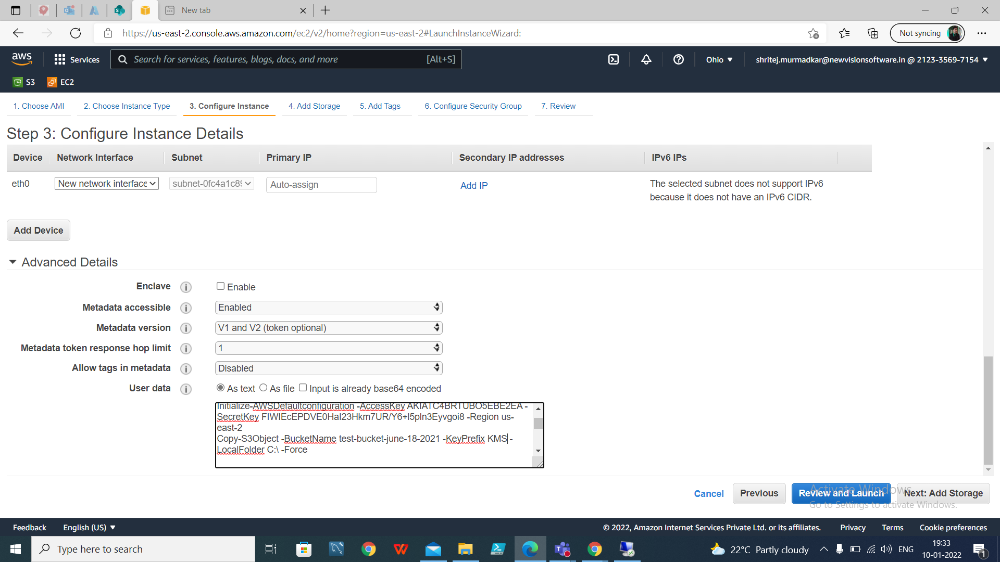 New tab
https://us-east-2.console.aws.amazon.com/ec2/v2/home?region=us-east-2#LaunchInstanceWizard:
Not syncing
aws
Services
Search for services, features, blogs, docs, and more
[Alt+S]
Ohio
shritej.murmadkar@newvisionsoftware.in @ 2123-3569-7154
S3
EC2
1. Choose AMI
2. Choose Instance Type
3. Configure Instance
4. Add Storage
5. Add Tags
6. Configure Security Group
7. Review
Step 3: Configure Instance Details
Device
Network Interface
Subnet
Primary IP
Secondary IP addresses
IPv6 IPs
eth0
New network interface
Auto-assign
Add IP
The selected subnet does not support IPv6
because it does not have an IPv6 CIDR.
Add Device
Advanced Details
Enclave
Enable
Metadata accessible
Enabled
Metadata version
V1 and V2 (token optional)
Metadata token response hop limit
1
Allow tags in metadata
Disabled
User data
As text
As file
Input is already base64 encoded
Initialize-AWSDefaultconfiguration -AccessKey AKIATC4BRTUBO5EBE2EA -
SecretKey -Region us-
east-2
Copy-S3Object -BucketName test-bucket-june-18-2021 -KeyPrefix KMS -
LocalFolder C:\ -Force
Cancel
Previous
Review and Launch
Next: Add Storage
Activate Windows
Go to Settings to activate Windows.
Feedback
English (US)
© 2022, Amazon Internet Services Private Ltd. or its affiliates.
Privacy
Terms
Cookie preferences
Type here to search
22°C Partly cloudy
ENG
19:33
10-01-2022
1